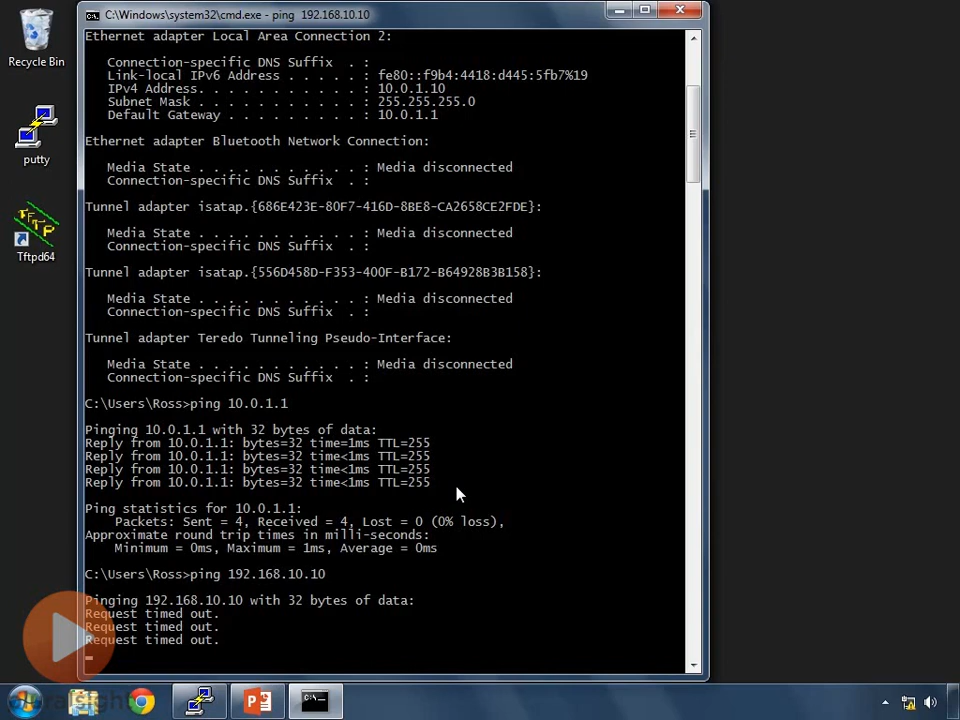 C:\Windows\system32\cmd.exe - ping  192.168.10.10
Recycle Bin
putty
Tftpd64
Ethernet adapter Local Area Connection 2:
Connection-specific DNS Suffix  . :
Link-local IPv6 Address . . . . . : fe80::f9b4:4418:d445:5fb7%19
IPv4 Address. . . . . . . . . . . : 10.0.1.10
Subnet Mask . . . . . . . . . . . : 255.255.255.0
Default Gateway . . . . . . . . . : 10.0.1.1
Ethernet adapter Bluetooth Network Connection:
Media State . . . . . . . . . . . : Media disconnected
Connection-specific DNS Suffix  . :
Tunnel adapter isatap.{686E423E-80F7-416D-8BE8-CA2658CE2FDE}:
Media State . . . . . . . . . . . : Media disconnected
Connection-specific DNS Suffix  . :
Tunnel adapter isatap.{556D458D-F353-400F-B172-B64928B3B158}:
Media State . . . . . . . . . . . : Media disconnected
Connection-specific DNS Suffix  . :
Tunnel adapter Teredo Tunneling Pseudo-Interface:
Media State . . . . . . . . . . . : Media disconnected
Connection-specific DNS Suffix  . :
C:\Users\Ross>ping 10.0.1.1
Pinging 10.0.1.1 with 32 bytes of data:
Reply from 10.0.1.1: bytes=32 time=1ms TTL=255
Reply from 10.0.1.1: bytes=32 time<1ms TTL=255
Reply from 10.0.1.1: bytes=32 time<1ms TTL=255
Reply from 10.0.1.1: bytes=32 time<1ms TTL=255
Ping statistics for 10.0.1.1:
Packets: Sent = 4, Received = 4, Lost = 0 (0% loss),
Approximate round trip times in milli-seconds:
Minimum = 0ms, Maximum = 1ms, Average = 0ms
C:\Users\Ross>ping 192.168.10.10
Pinging 192.168.10.10 with 32 bytes of data:
Request timed out.
Request timed out.
Request timed out.
pluralsight